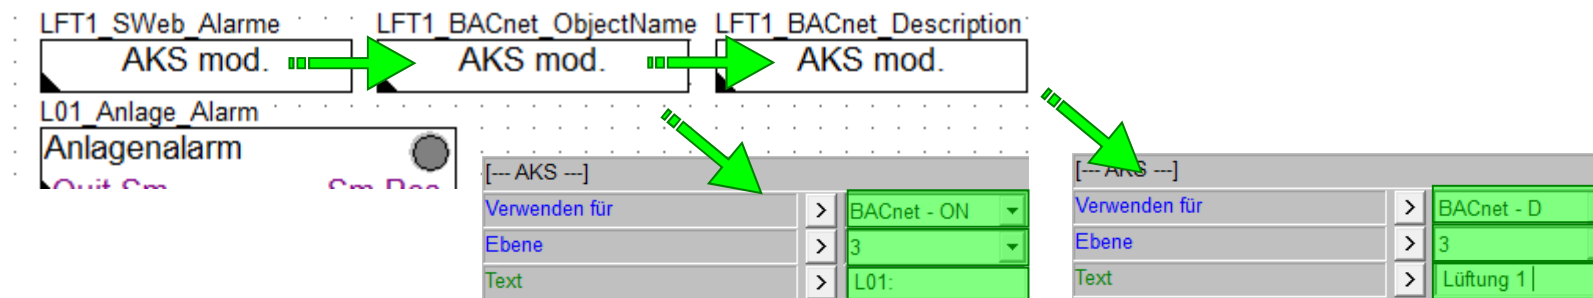 LFT1_SWeb_Alarme LFT1_BACnet_ObjectName LFT1_BACnet_Description
AKS mod. AKS mod. AKS mod.
L01_Anlage_Alarm
Anlagenalarm
[--- AKS ---]
Verwenden für > BACnet - ON
Ebene > 3
Text > L01:
[--- AKS ---]
Verwenden für > BACnet - D
Ebene > 3
Text > Lüftung 1